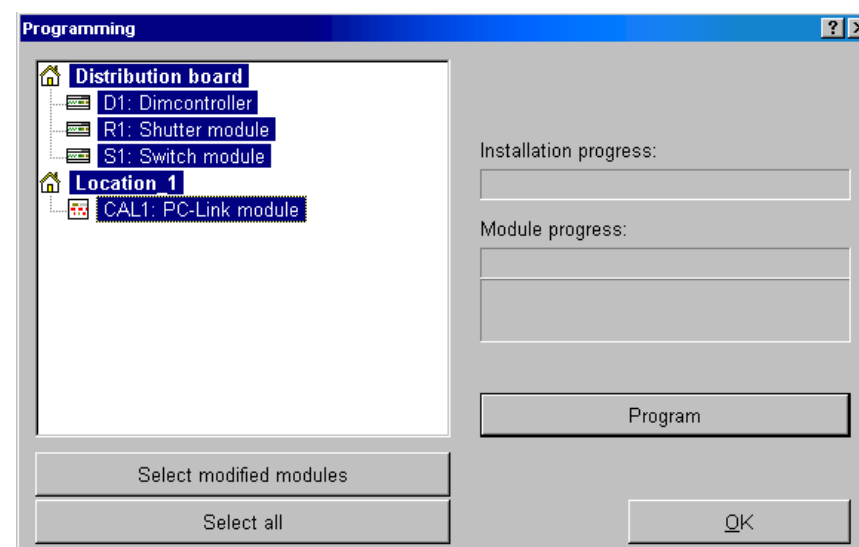 Programming
Distribution board
D1: Dimcontroller
R1: Shutter module
S1: Switch module
Location_1
CAL1: PC-Link module
Installation progress:
Module progress:
Program
Select modified modules
Select all
OK